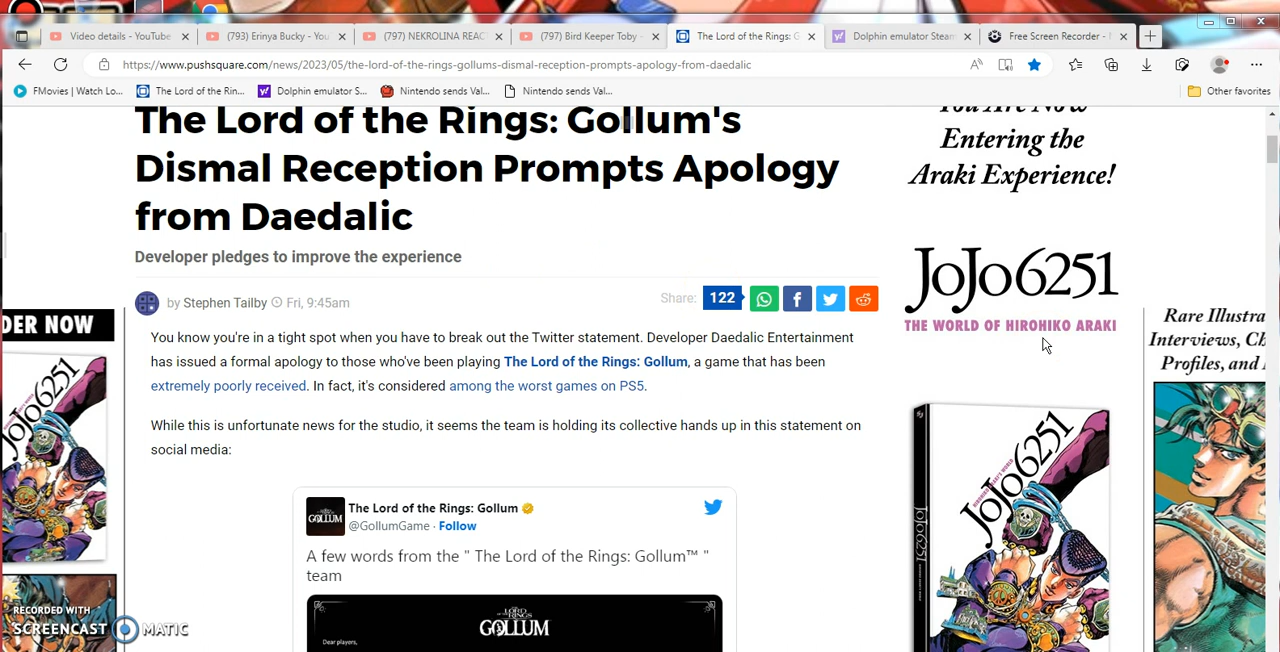 Video details - YouTube
(793) Erinya Bucky - You
(797) NEKROLINA REAC
(797) Bird Keeper Toby -
The Lord of the Rings: G
Dolphin emulator Steam
Free Screen Recorder -
https://www.pushsquare.com/news/2023/05/the-lord-of-the-rings-gollums-dismal-reception-prompts-apology-from-daedalic
FMovies | Watch Lo...
The Lord of the Rin...
Dolphin emulator S...
Nintendo sends Val...
Nintendo sends Val...
Other favorites
The Lord of the Rings: Gollum's
Dismal Reception Prompts Apology
from Daedalic
Developer pledges to improve the experience
by Stephen Tailby Fri, 9:45am
Share: 122
You know you're in a tight spot when you have to break out the Twitter statement. Developer Daedalic Entertainment
has issued a formal apology to those who've been playing The Lord of the Rings: Gollum, a game that has been
extremely poorly received. In fact, it's considered among the worst games on PS5.
While this is unfortunate news for the studio, it seems the team is holding its collective hands up in this statement on
social media:
The Lord of the Rings: Gollum
@GollumGame · Follow
A few words from the " The Lord of the Rings: Gollum™ "
team
THE LORD OF THE RINGS
GOLLUM
Dear players,
You Are Now
Entering the
Araki Experience!
JoJo6251
THE WORLD OF HIROHIKO ARAKI
JoJo6251
JoJo6251
Rare Illustra
Interviews, Ch
Profiles, and
DER NOW
JoJo6251
RECORDED WITH
SCREENCAST MATIC